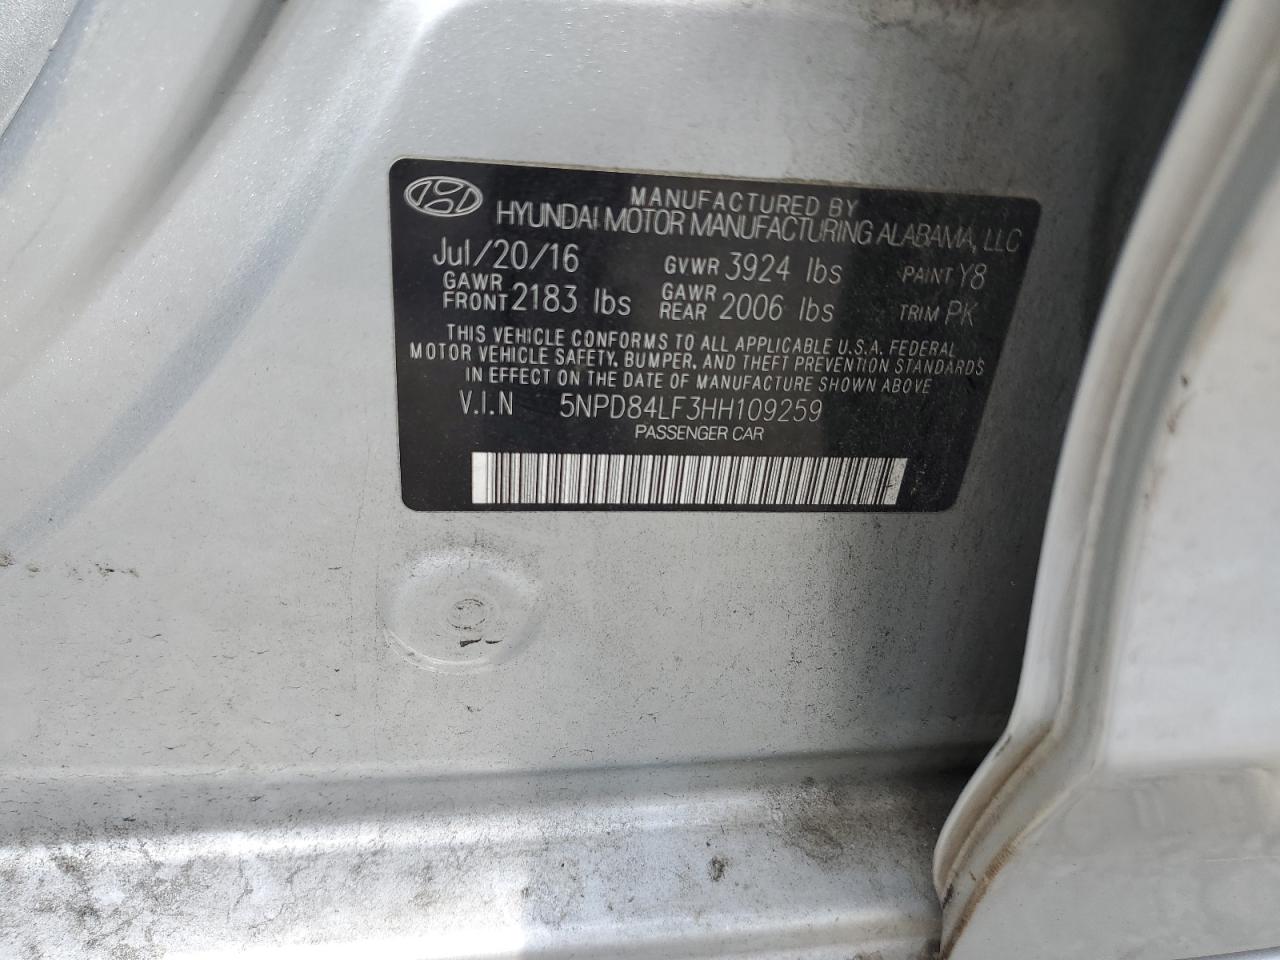 MANUFACTURED BY
HYUNDAI MOTOR MANUFACTURING ALABAMA, LLC
Jul/20/16 GVWR 3924 lbs PAINT Y8
GAWR FRONT 2183 lbs GAWR REAR 2006 lbs TRIM PK
THIS VEHICLE CONFORMS TO ALL APPLICABLE U.S.A. FEDERAL
MOTOR VEHICLE SAFETY, BUMPER, AND THEFT PREVENTION STANDARDS
IN EFFECT ON THE DATE OF MANUFACTURE SHOWN ABOVE
V.I.N 5NPD84LF3HH109259
PASSENGER CAR